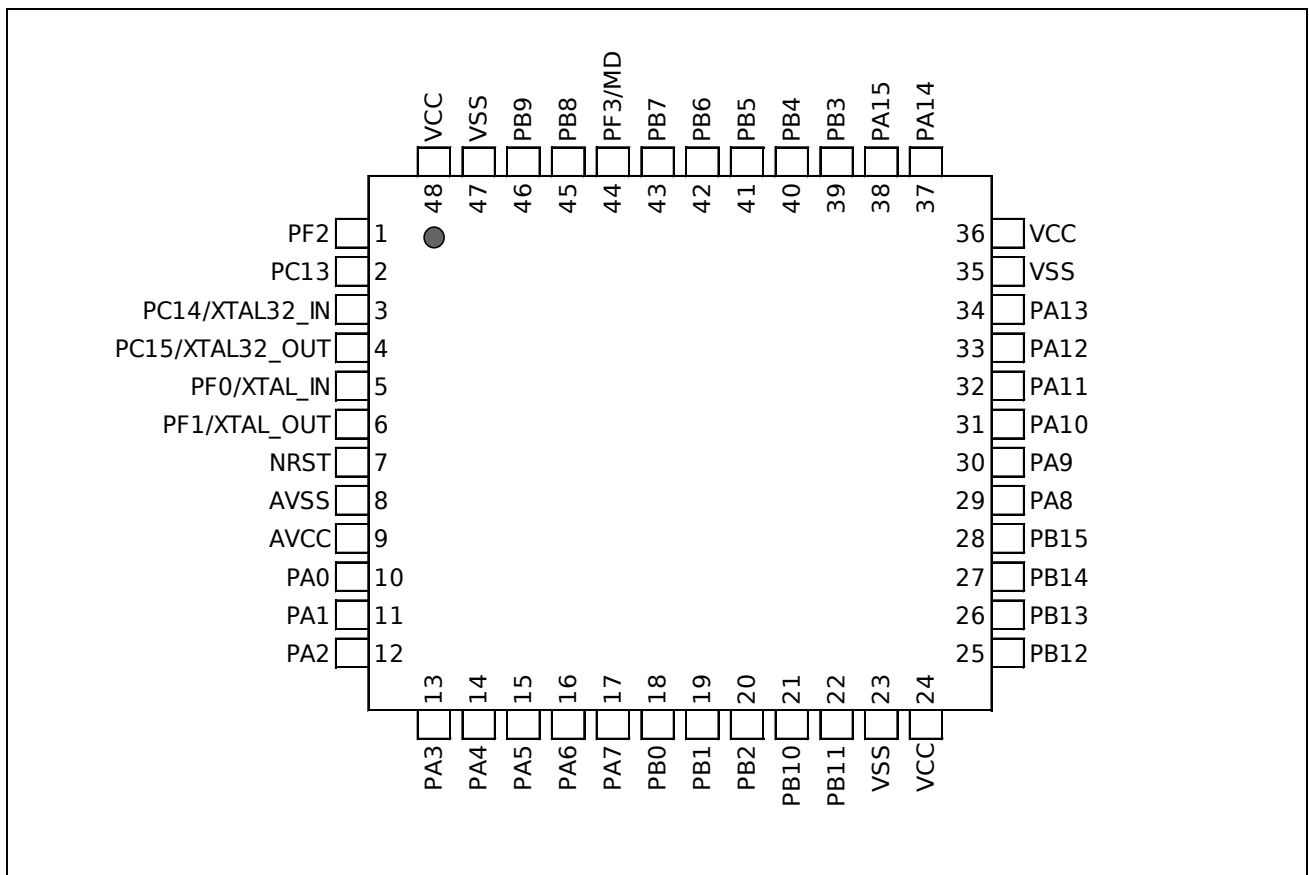 VCC
VSS
PB9
PB8
PF3/MD
PB7
PB6
PB5
PB4
PB3
PA15
PA14
48
47
46
45
44
43
42
41
40
39
38
37
PF2 1
PC13 2
PC14/XTAL32_IN 3
PC15/XTAL32_OUT 4
PF0/XTAL_IN 5
PF1/XTAL_OUT 6
NRST 7
AVSS 8
AVCC 9
PA0 10
PA1 11
PA2 12
36 VCC
35 VSS
34 PA13
33 PA12
32 PA11
31 PA10
30 PA9
29 PA8
28 PB15
27 PB14
26 PB13
25 PB12
13
14
15
16
17
18
19
20
21
22
23
24
PA3
PA4
PA5
PA6
PA7
PB0
PB1
PB2
PB10
PB11
VSS
VCC